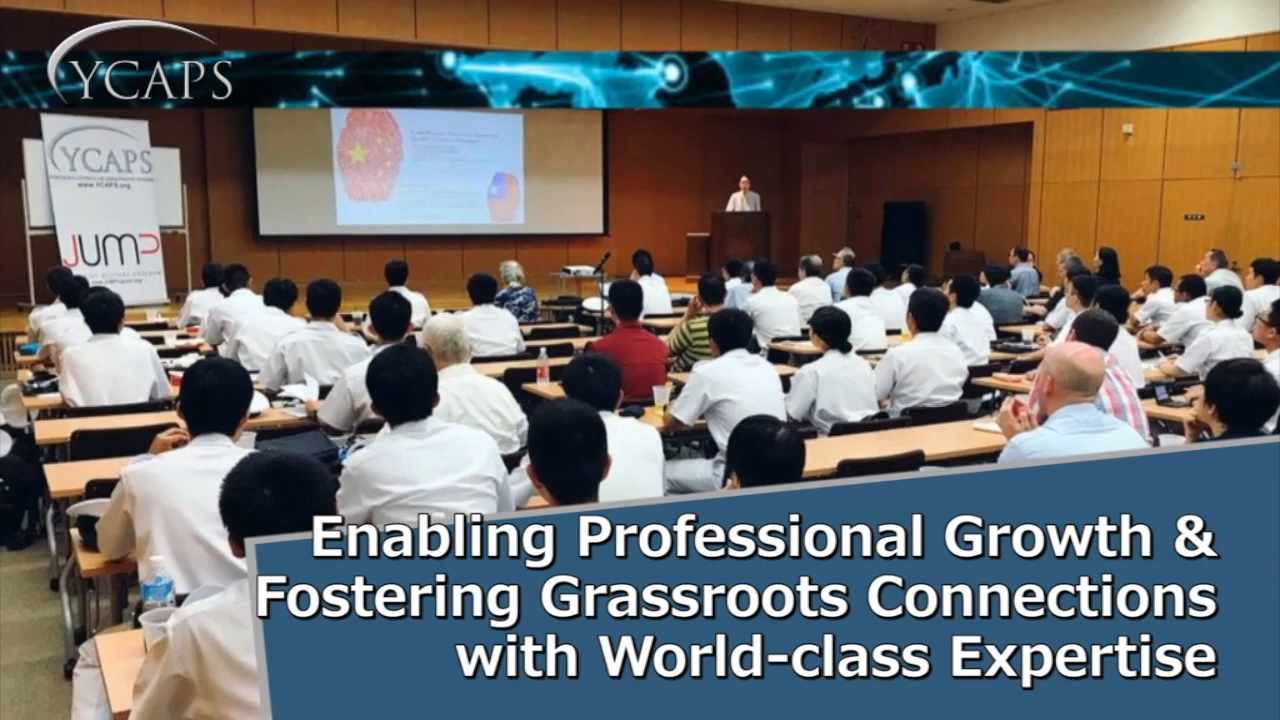 YCAPS
YCAPS
www.YCAPS.org
JUMP
Enabling Professional Growth &
Fostering Grassroots Connections
with World-class Expertise